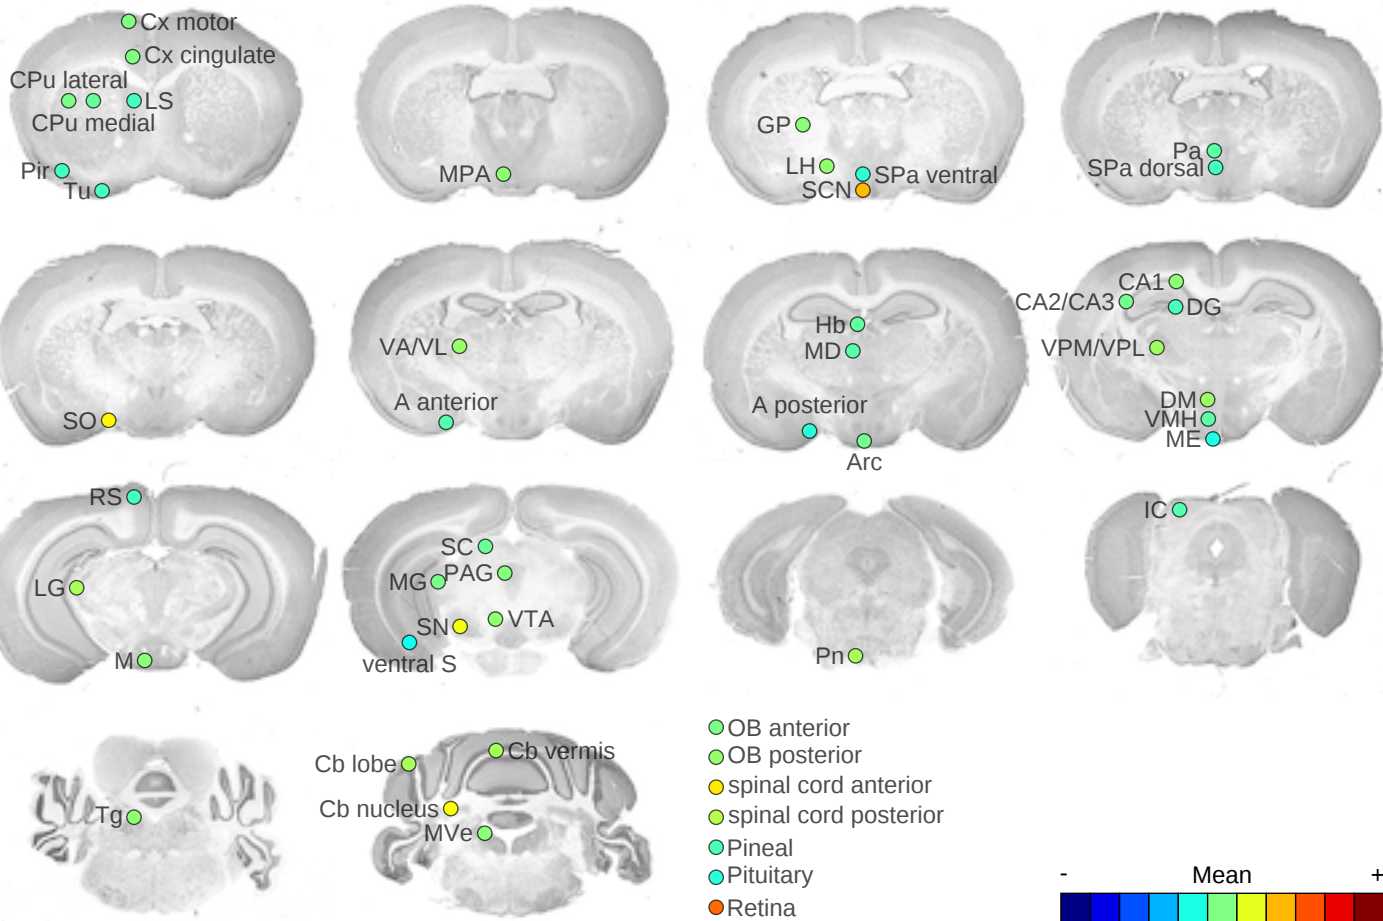 Cx motor
Cx cingulate
CPu lateral
LS
CPu medial
Pir
Tu
MPA
GP
LH
SPa ventral
SCN
Pa
SPa dorsal
SO
VA/VL
A anterior
Hb
MD
A posterior
Arc
CA1
CA2/CA3
DG
VPM/VPL
DM
VMH
ME
RS
LG
M
SC
MG
PAG
SN
VTA
ventral S
Pn
IC
Tg
Cb lobe
Cb vermis
Cb nucleus
MVe
OB anterior
OB posterior
spinal cord anterior
spinal cord posterior
Pineal
Pituitary
Retina
- Mean +